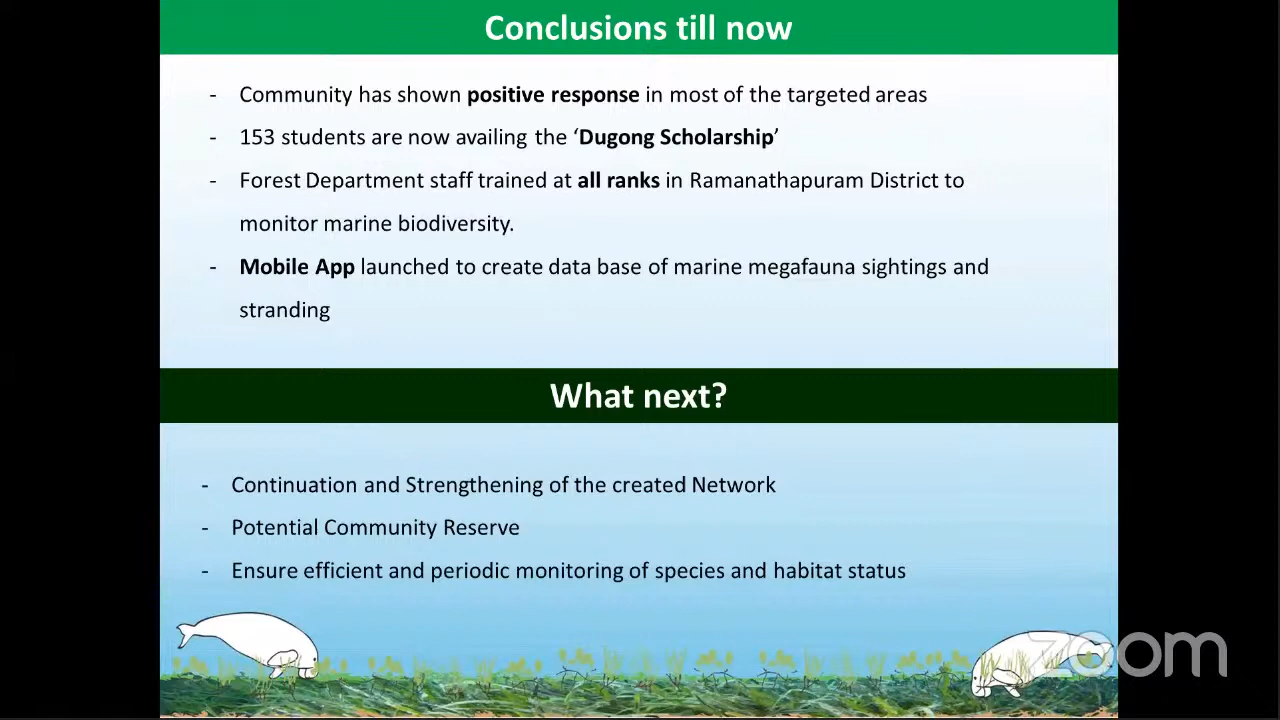 Conclusions till now
- Community has shown positive response in most of the targeted areas
- 153 students are now availing the ‘Dugong Scholarship’
- Forest Department staff trained at all ranks in Ramanathapuram District to
monitor marine biodiversity.
- Mobile App launched to create data base of marine megafauna sightings and
stranding
What next?
- Continuation and Strengthening of the created Network
- Potential Community Reserve
- Ensure efficient and periodic monitoring of species and habitat status
zoom